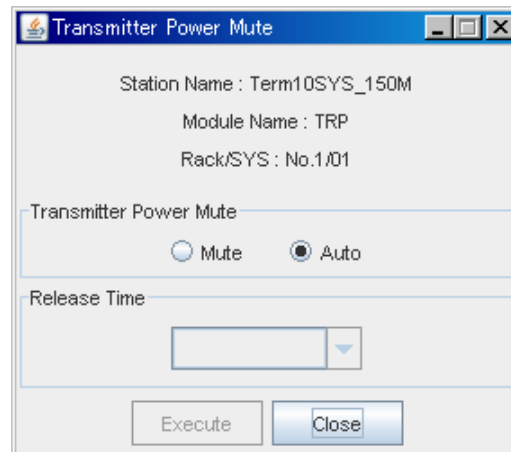 Transmitter Power Mute
Station Name : Term10SYS_150M
Module Name : TRP
Rack/SYS : No.1/01
Transmitter Power Mute
Mute Auto
Release Time
Execute Close